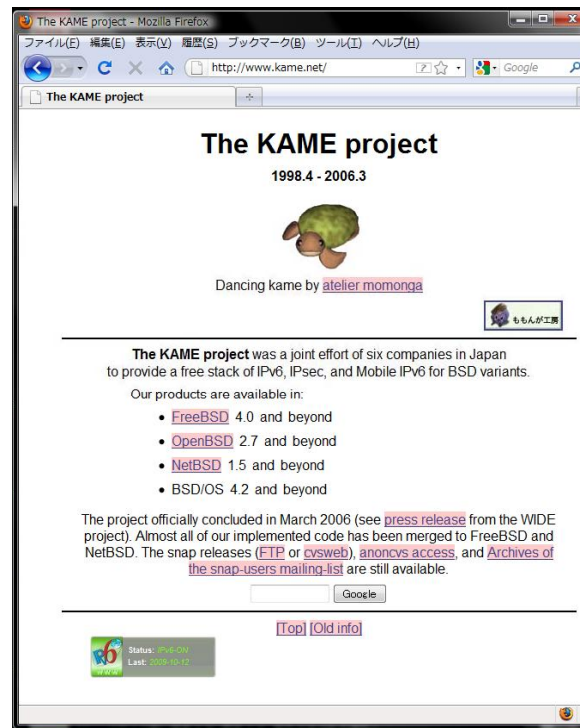 The KAME project - Mozilla Firefox
ファイル(F) 編集(E) 表示(V) 履歴(S) ブックマーク(B) ツール(T) ヘルプ(H)
http://www.kame.net/ Google
The KAME project
The KAME project
1998.4 - 2006.3
Dancing kame by atelier momonga
ももんが工房
The KAME project was a joint effort of six companies in Japan
to provide a free stack of IPv6, IPsec, and Mobile IPv6 for BSD variants.
Our products are available in:
• FreeBSD 4.0 and beyond
• OpenBSD 2.7 and beyond
• NetBSD 1.5 and beyond
• BSD/OS 4.2 and beyond
The project officially concluded in March 2006 (see press release from the WIDE
project). Almost all of our implemented code has been merged to FreeBSD and
NetBSD. The snap releases (FTP or cvsweb), anoncvs access, and Archives of
the snap-users mailing-list are still available.
Google
[Top] [Old info]
Status: IPv6-ON
Last: 2009-10-12